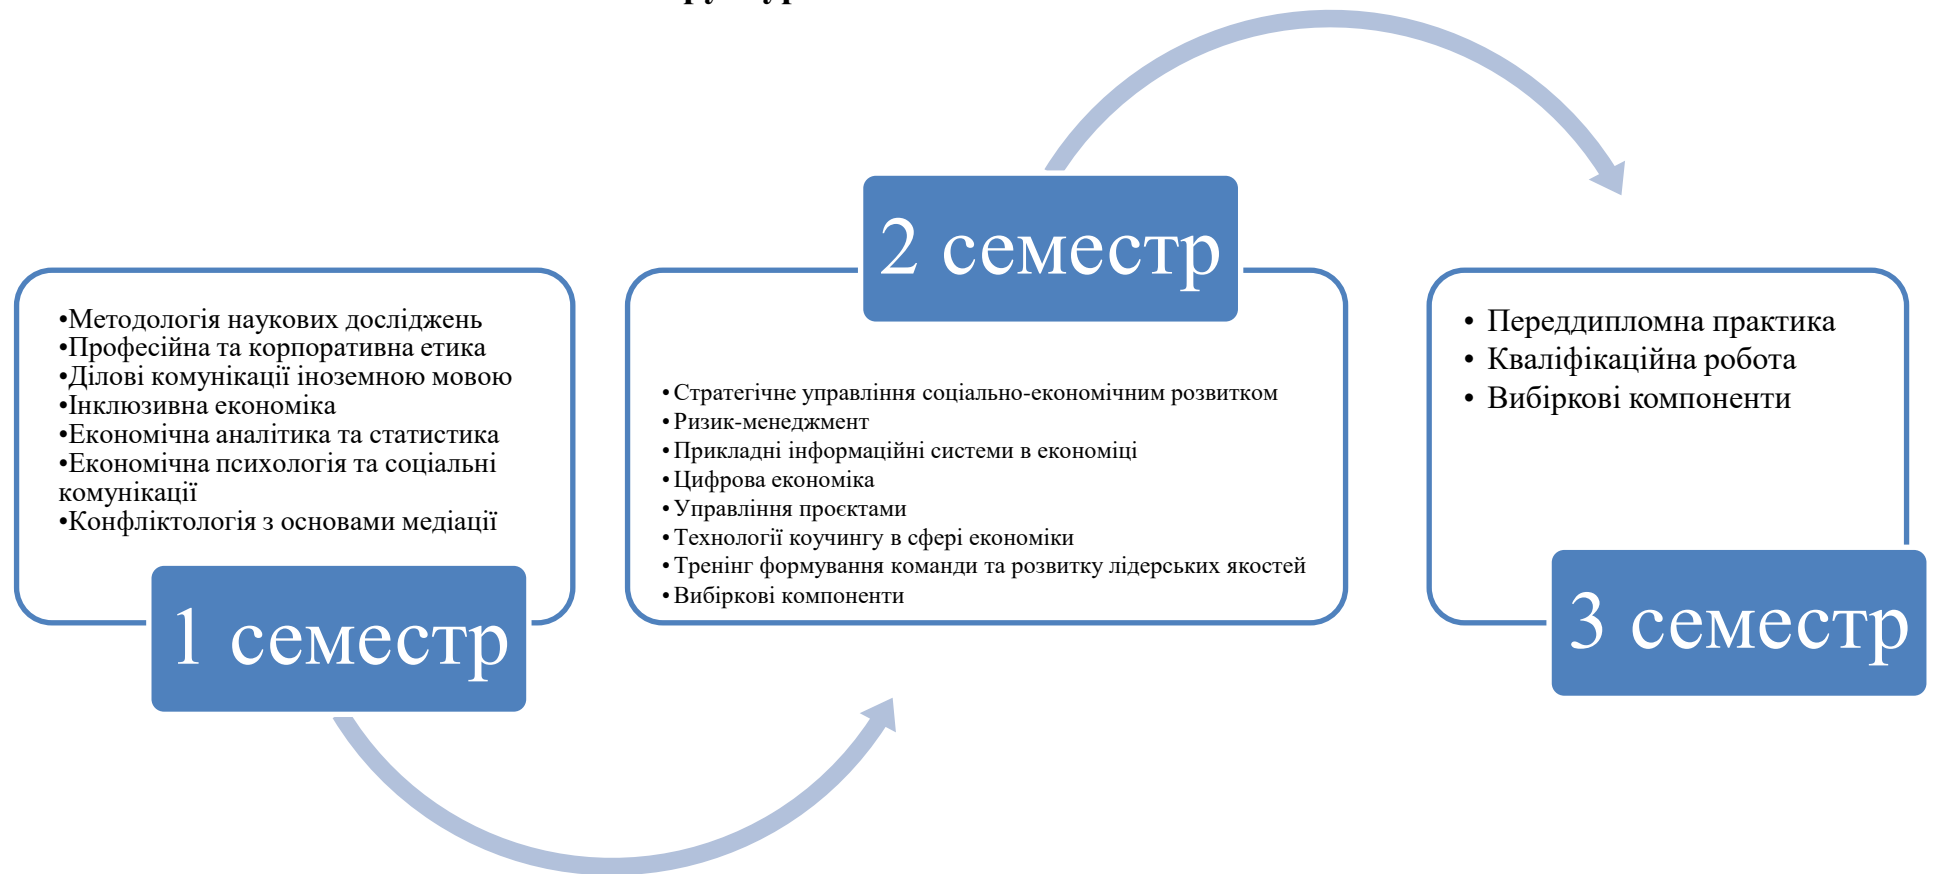 •Методологія наукових досліджень
•Професійна та корпоративна етика
•Ділові комунікації іноземною мовою
•Інклюзивна економіка
•Економічна аналітика та статистика
•Економічна психологія та соціальні
комунікації
•Конфліктологія з основами медіації
1 семестр
2 семестр
• Стратегічне управління соціально-економічним розвитком
• Ризик-менеджмент
• Прикладні інформаційні системи в економіці
• Цифрова економіка
• Управління проєктами
• Технології коучингу в сфері економіки
• Тренінг формування команди та розвитку лідерських якостей
• Вибіркові компоненти
• Переддипломна практика
• Кваліфікаційна робота
• Вибіркові компоненти
3 семестр